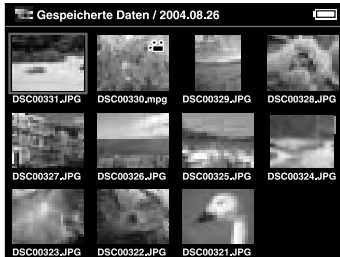 Gespeicherte Daten / 2004.08.26
DSC00331.JPG DSC00330.mpg DSC00329.JPG DSC00328.JPG
DSC00327.JPG DSC00326.JPG DSC00325.JPG DSC00324.JPG
DSC00323.JPG DSC00322.JPG DSC00321.JPG